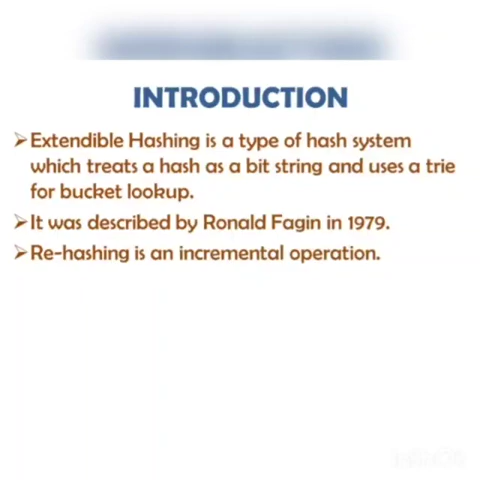 INTRODUCTION
➢Extendible Hashing is a type of hash system
which treats a hash as a bit string and uses a trie
for bucket lookup.
➢It was described by Ronald Fagin in 1979.
➢Re-hashing is an incremental operation.